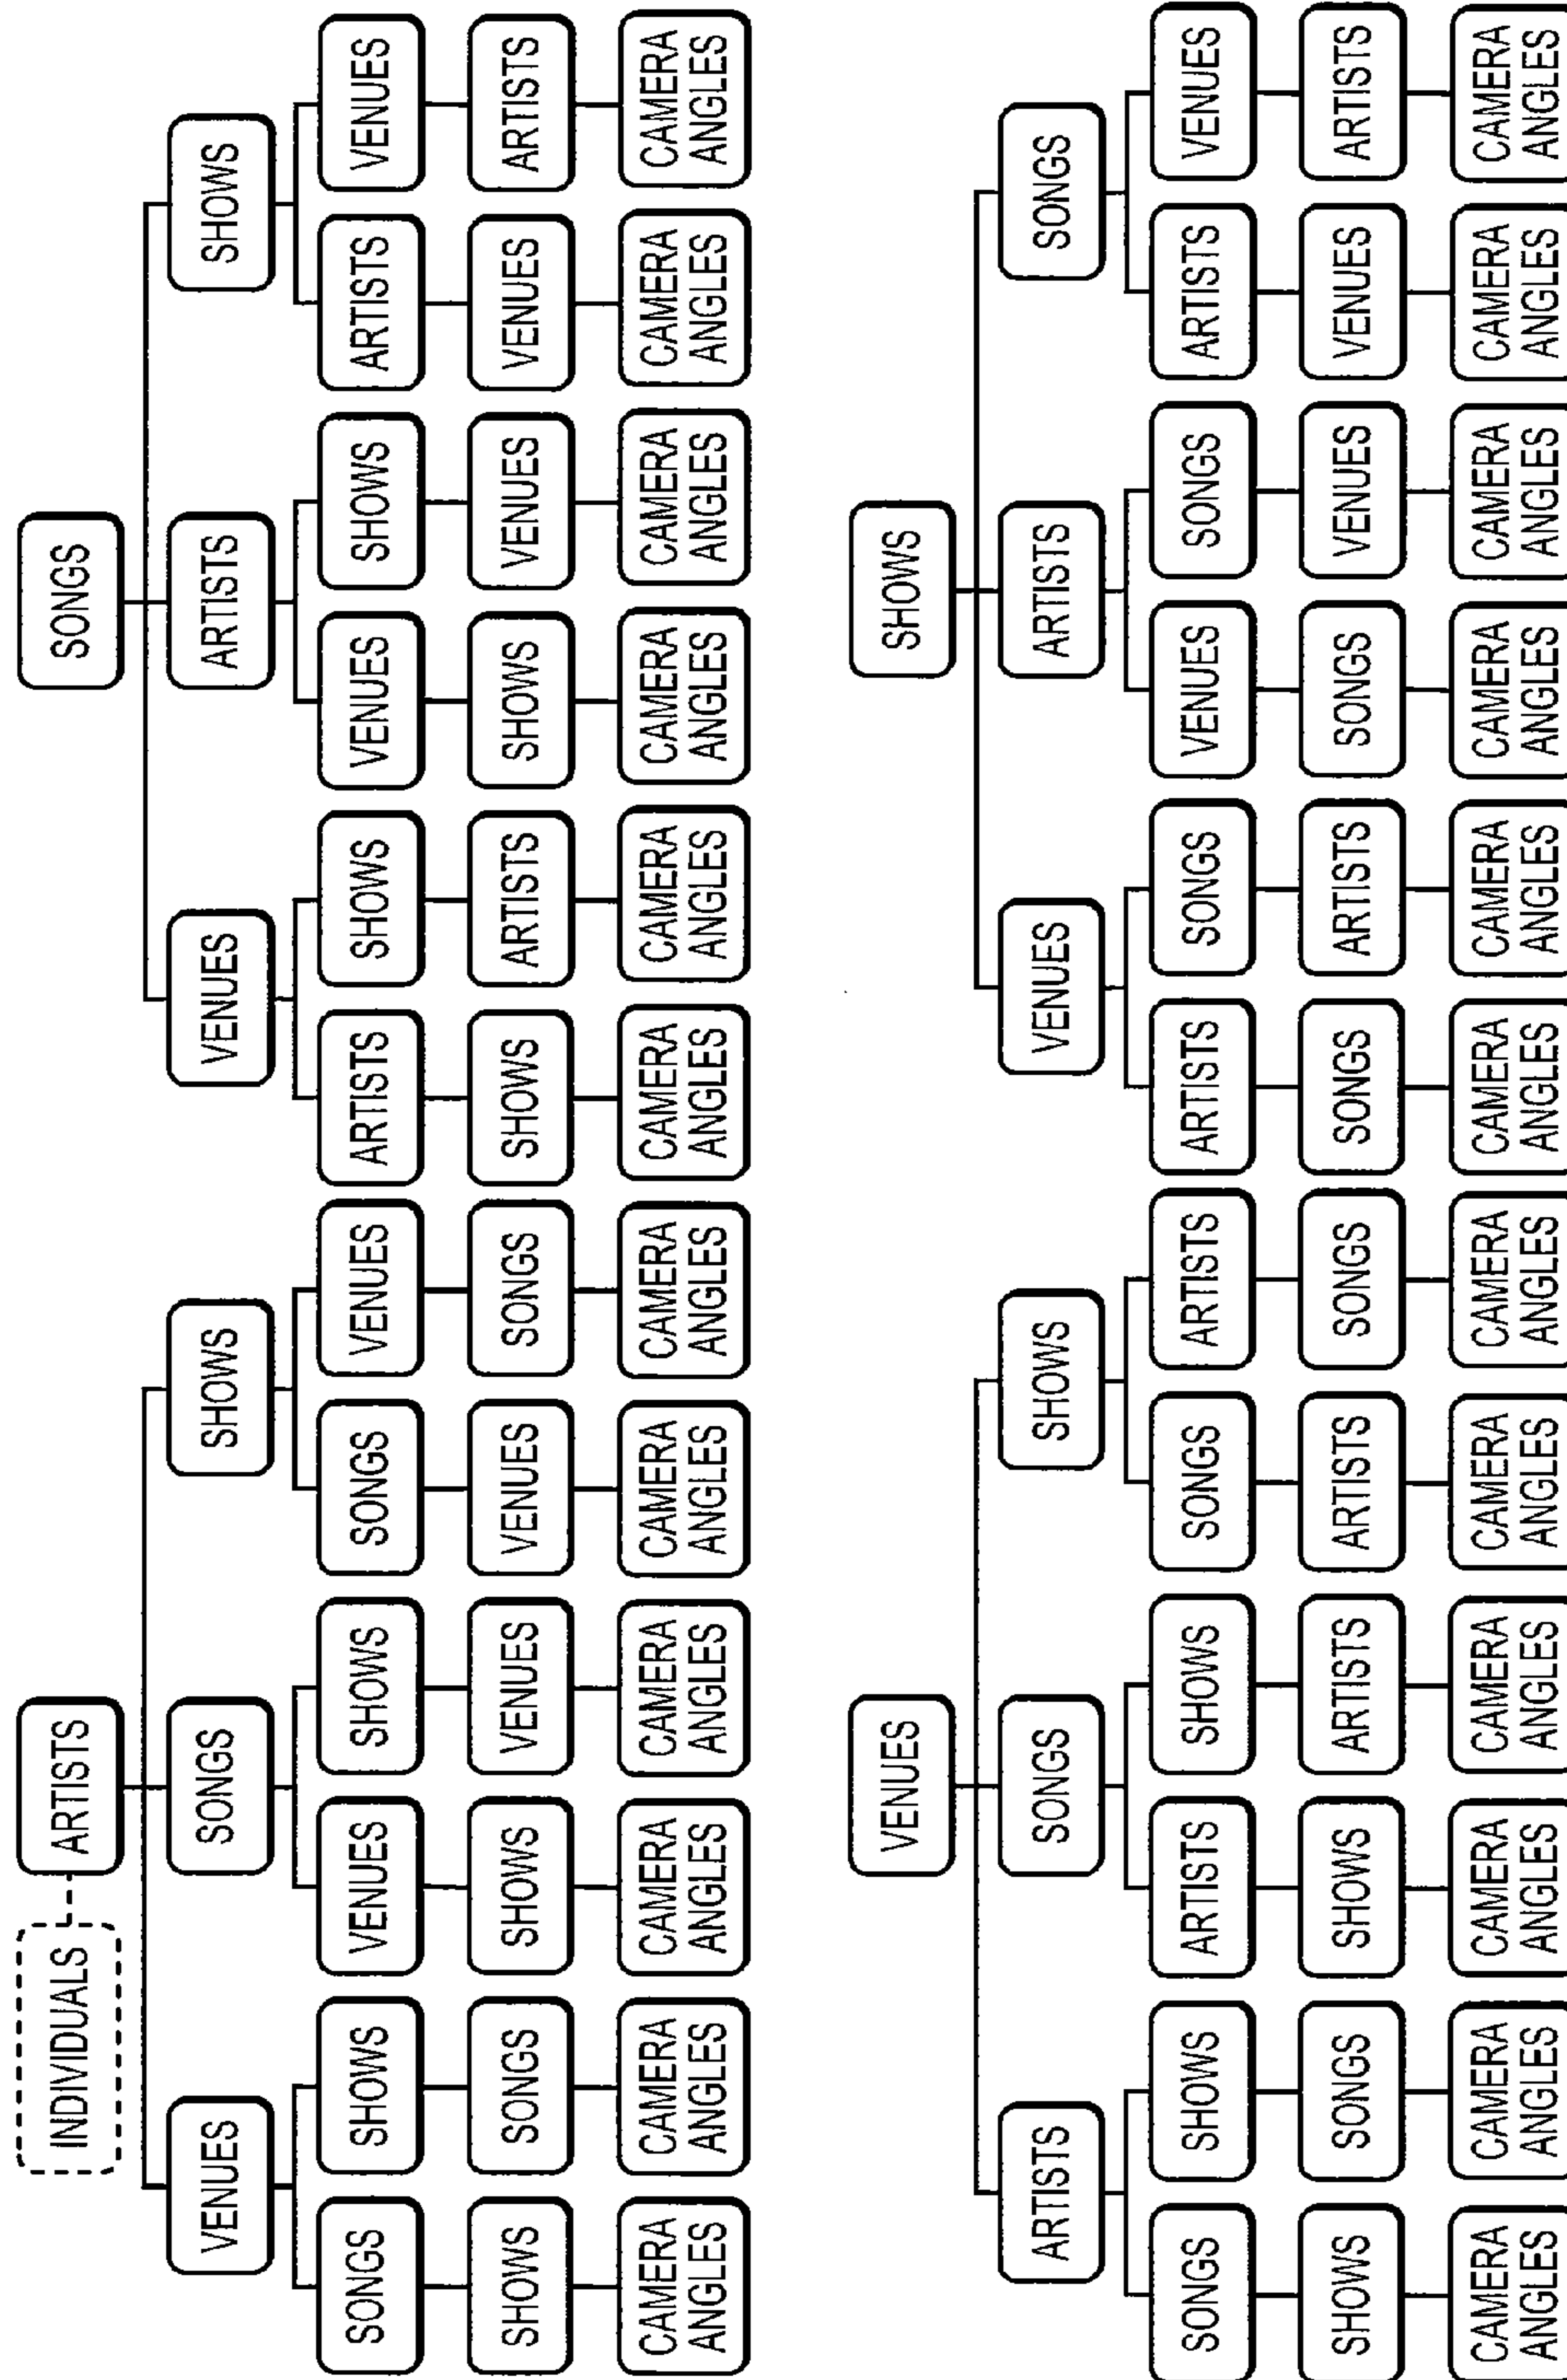 INDIVIDUALS ARTISTS
VENUES SONGS SHOWS
SONGS SHOWS VENUES SHOWS SONGS VENUES
SHOWS SONGS SHOWS VENUES VENUES SONGS
CAMERA CAMERA CAMERA CAMERA CAMERA CAMERA
ANGLES ANGLES ANGLES ANGLES ANGLES ANGLES
SONGS
VENUES ARTISTS SHOWS
ARTISTS SHOWS VENUES SHOWS ARTISTS VENUES
SHOWS ARTISTS SHOWS VENUES VENUES ARTISTS
CAMERA CAMERA CAMERA CAMERA CAMERA CAMERA
ANGLES ANGLES ANGLES ANGLES ANGLES ANGLES
VENUES
ARTISTS SONGS SHOWS
SONGS SHOWS ARTISTS SHOWS SONGS ARTISTS
SHOWS SONGS SHOWS ARTISTS ARTISTS SONGS
CAMERA CAMERA CAMERA CAMERA CAMERA CAMERA
ANGLES ANGLES ANGLES ANGLES ANGLES ANGLES
SHOWS
VENUES ARTISTS SONGS
ARTISTS SONGS VENUES SONGS ARTISTS VENUES
SONGS ARTISTS SONGS VENUES VENUES ARTISTS
CAMERA CAMERA CAMERA CAMERA CAMERA CAMERA
ANGLES ANGLES ANGLES ANGLES ANGLES ANGLES